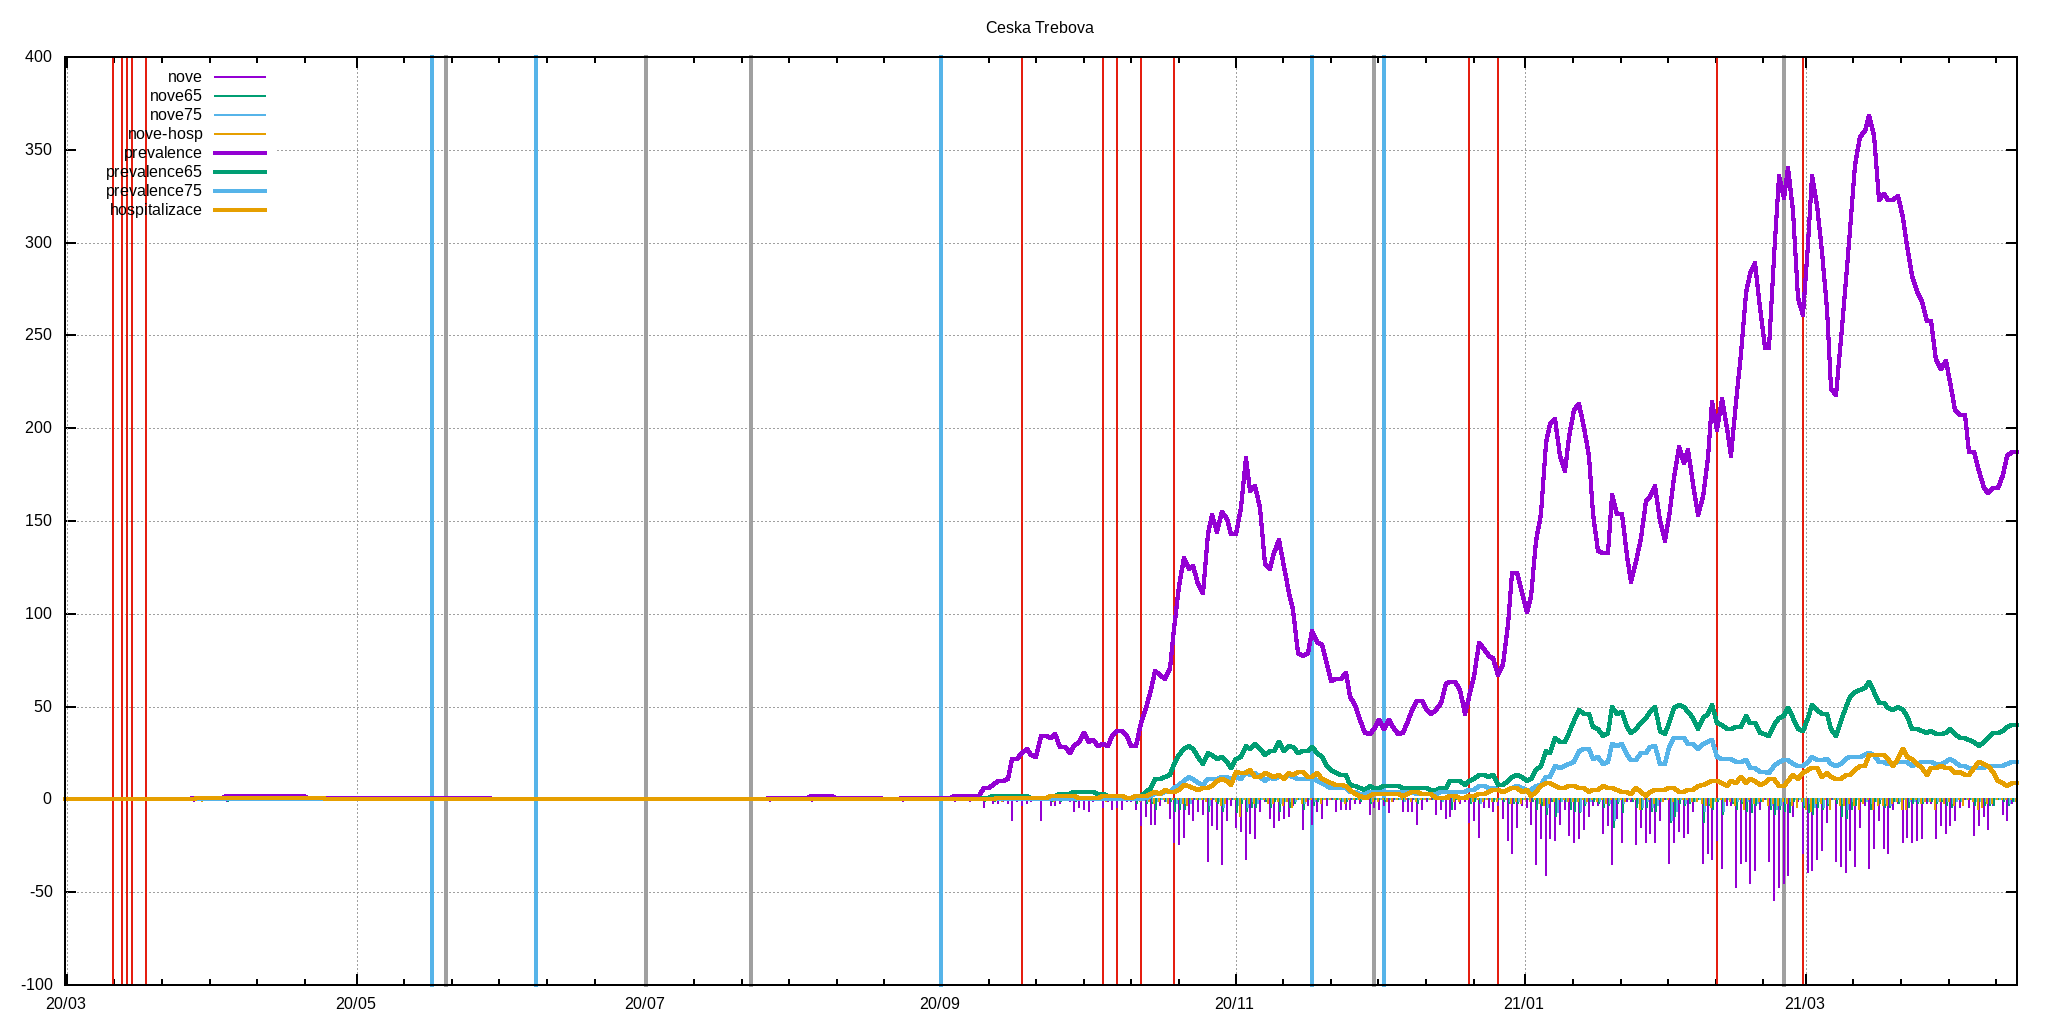 Ceska Trebova
400
350
300
250
200
150
100
50
0
-50
-100
nove
nove65
nove75
nove-hosp
prevalence
prevalence65
prevalence75
hospitalizace
20/03 20/05 20/07 20/09 20/11 21/01 21/03